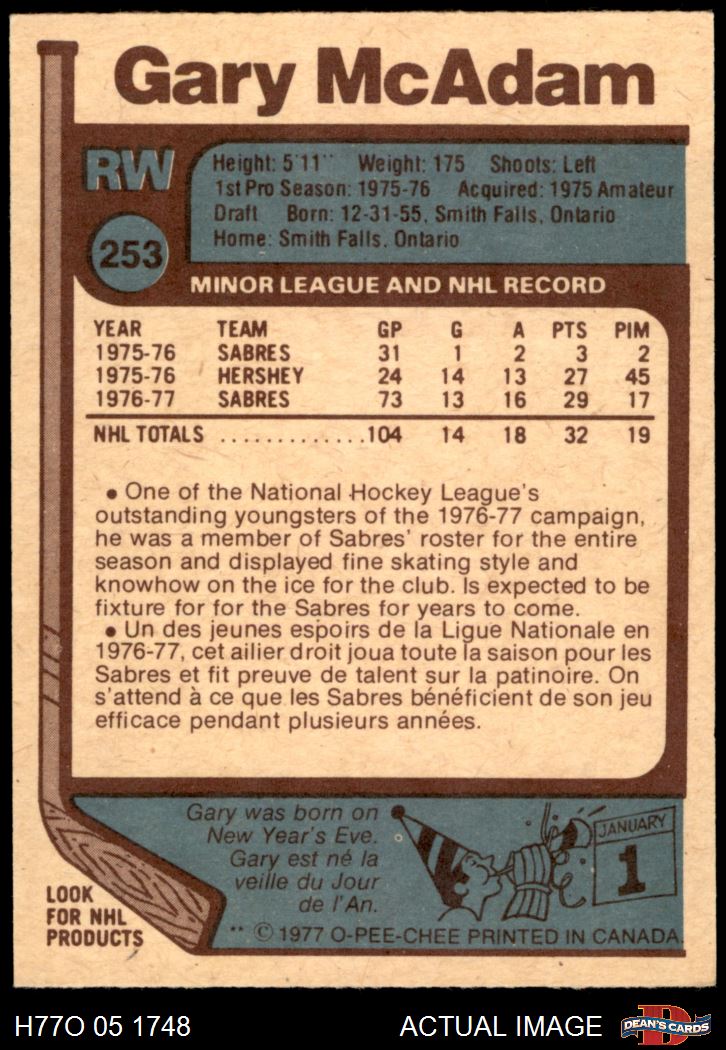 Gary McAdam
RW
Height: 5'11" Weight: 175 Shoots: Left
1st Pro Season: 1975-76 Acquired: 1975 Amateur
Draft Born: 12-31-55, Smith Falls, Ontario
Home: Smith Falls, Ontario
253
MINOR LEAGUE AND NHL RECORD
YEAR TEAM GP G A PTS PIM
1975-76 SABRES 31 1 2 3 2
1975-76 HERSHEY 24 14 13 27 45
1976-77 SABRES 73 13 16 29 17
NHL TOTALS .............104 14 18 32 19
• One of the National Hockey League's
outstanding youngsters of the 1976-77 campaign,
he was a member of Sabres' roster for the entire
season and displayed fine skating style and
knowhow on the ice for the club. Is expected to be
fixture for for the Sabres for years to come.
• Un des jeunes espoirs de la Ligue Nationale en
1976-77, cet ailier droit joua toute la saison pour les
Sabres et fit preuve de talent sur la patinoire. On
s'attend à ce que les Sabres bénéficient de son jeu
efficace pendant plusieurs années.
Gary was born on
New Year's Eve.
Gary est né la
veille du Jour
de l'An.
JANUARY
1
LOOK
FOR NHL
PRODUCTS
** © 1977 O-PEE-CHEE PRINTED IN CANADA.
H77O 05 1748 ACTUAL IMAGE
D
DEAN'S CARDS